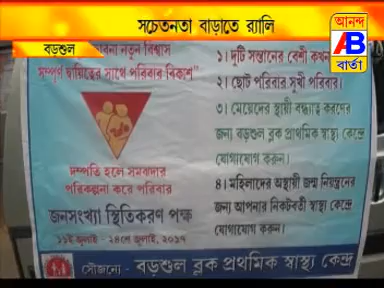 সচেতনতা বাড়াতে র‍্যালি
বড়শুল
আনন্দ
AB
বার্তা
নতুন বিশ্বাস
সম্পূর্ণ দায়িত্বের সাথে পরিবার বিকাশ"
দম্পতি হলে সমঝদার
পরিকল্পনা করে পরিবার
জনসংখ্যা স্থিতিকরণ পক্ষ
১১ই জুলাই - ২৪শে জুলাই, ২০১৭
১। দুটি সন্তানের বেশী কখন
২। ছোট পরিবার সুখী পরিবার।
৩। মেয়েদের স্থায়ী বন্ধ্যাত্ব করণের
জন্য বড়শুল ব্লক প্রাথমিক স্বাস্থ্য কেন্দ্রে
যোগাযোগ করুন।
৪। মহিলাদের অস্থায়ী জন্ম নিয়ন্ত্রনের
জন্য আপনার নিকটবর্তী স্বাস্থ্য কেন্দ্রে
যোগাযোগ করুন।
সৌজন্যে- বড়শুল ব্লক প্রাথমিক স্বাস্থ্য কেন্দ্র